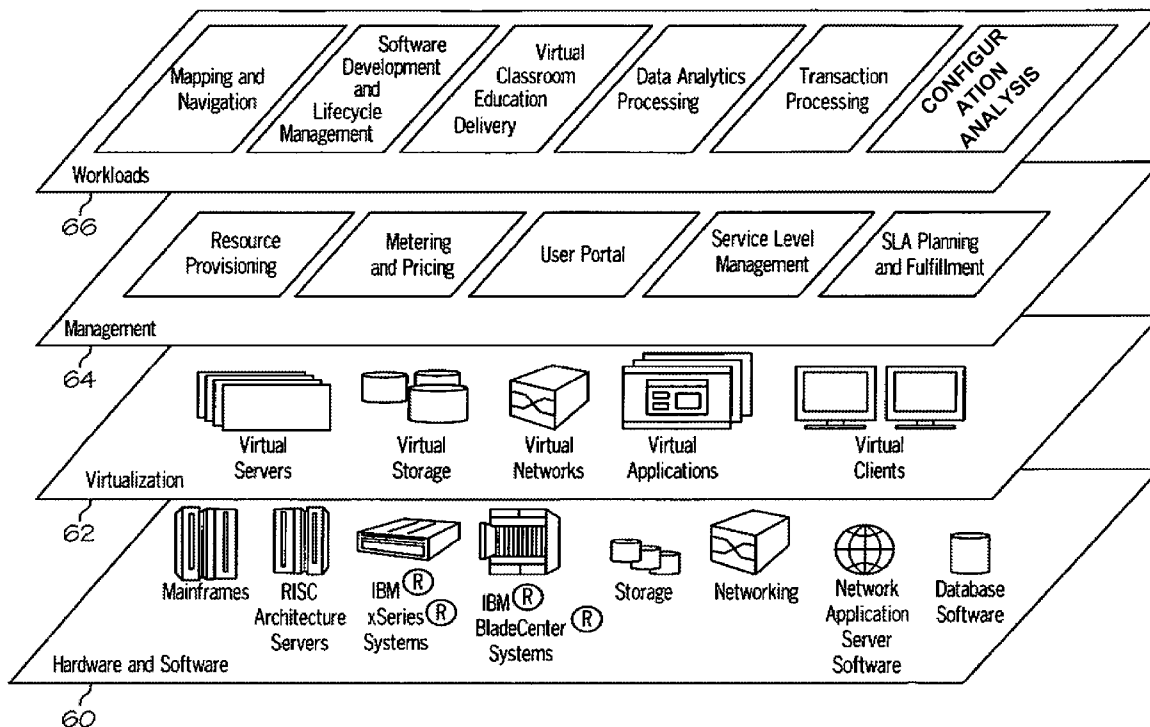 Mapping and
Navigation
Software
Development
and
Lifecycle
Management
Virtual
Classroom
Education
Delivery
Data Analytics
Processing
Transaction
Processing
CONFIGUR
ATION
ANALYSIS
Workloads
66
Resource
Provisioning
Metering
and Pricing
User Portal
Service Level
Management
SLA Planning
and Fulfillment
Management
64
Virtual
Servers
Virtual
Storage
Virtual
Networks
Virtual
Applications
Virtual
Clients
Virtualization
62
Mainframes
RISC
Architecture
Servers
IBM®
xSeries®
Systems
IBM®
BladeCenter®
Systems
Storage
Networking
Network
Application
Server
Software
Database
Software
Hardware and Software
60